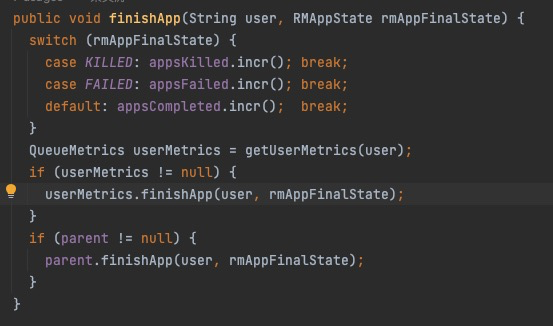 public void finishApp(String user, RMAppState rmAppFinalState) {
switch (rmAppFinalState) {
case KILLED: appsKilled.incr(); break;
case FAILED: appsFailed.incr(); break;
default: appsCompleted.incr();  break;
}
QueueMetrics userMetrics = getUserMetrics(user);
if (userMetrics != null) {
userMetrics.finishApp(user, rmAppFinalState);
}
if (parent != null) {
parent.finishApp(user, rmAppFinalState);
}
}